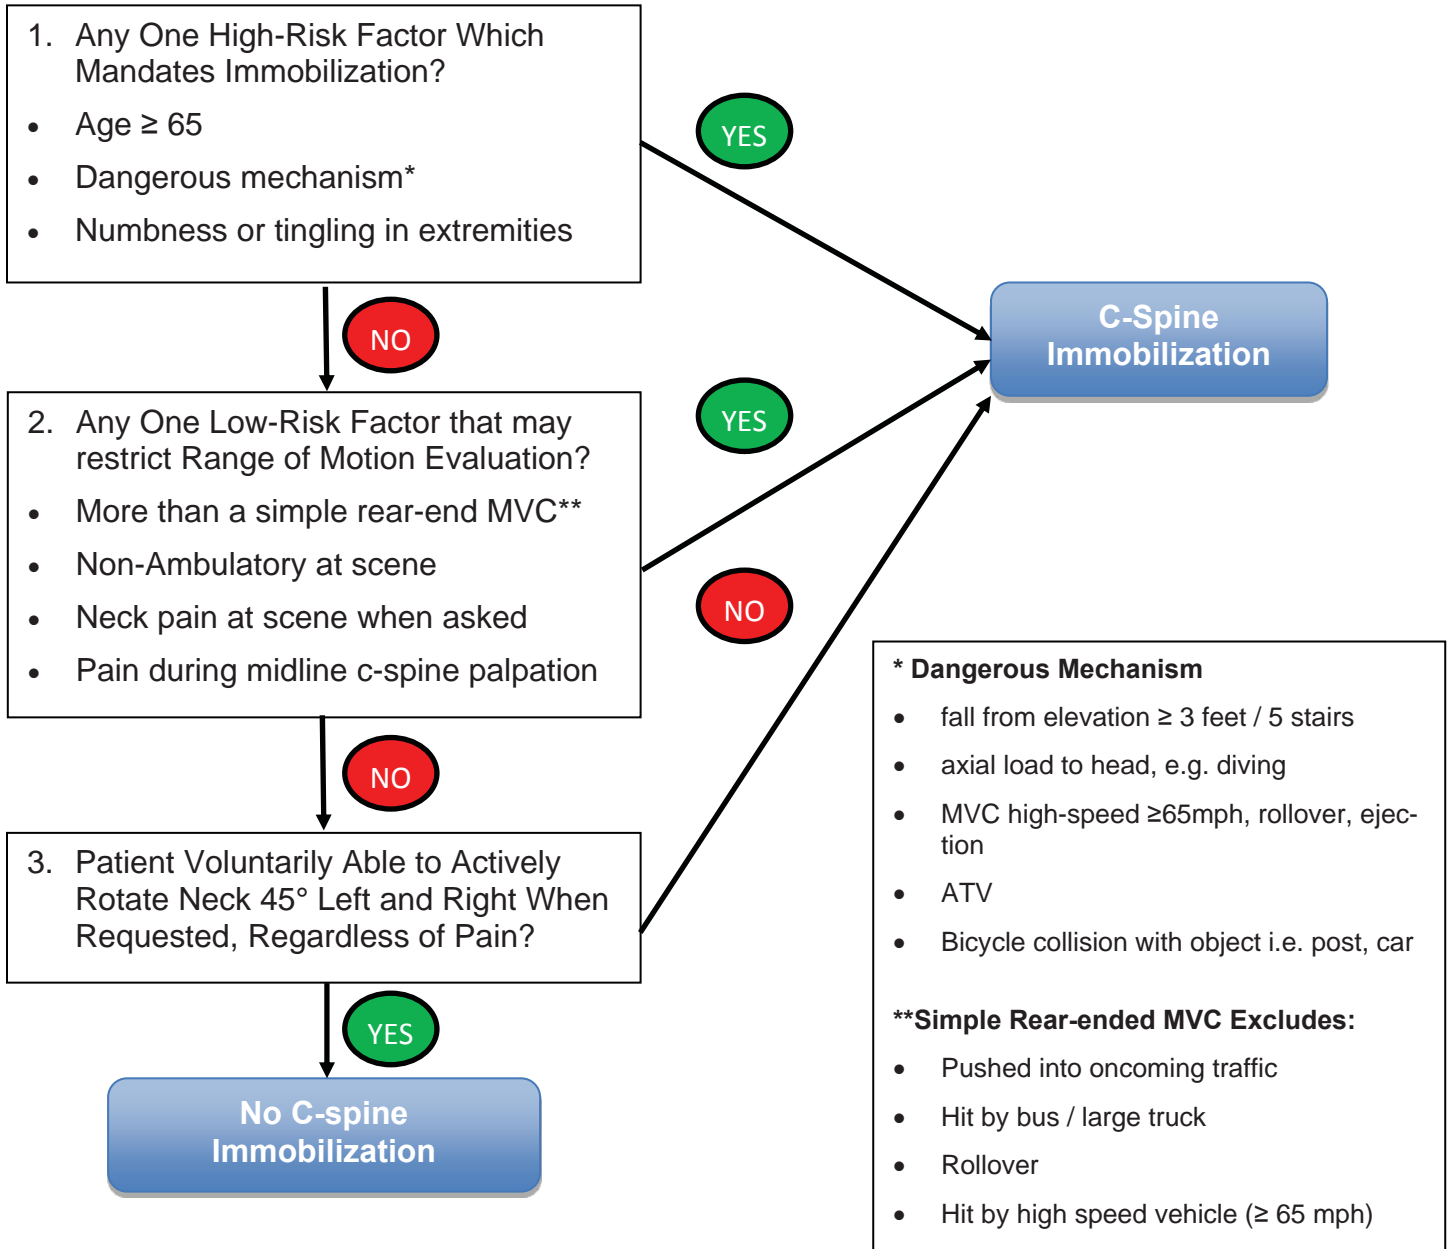 1. Any One High-Risk Factor Which
Mandates Immobilization?
• Age ≥ 65
• Dangerous mechanism*
• Numbness or tingling in extremities
YES
NO
C-Spine
Immobilization
2. Any One Low-Risk Factor that may
restrict Range of Motion Evaluation?
• More than a simple rear-end MVC**
• Non-Ambulatory at scene
• Neck pain at scene when asked
• Pain during midline c-spine palpation
YES
NO
NO
3. Patient Voluntarily Able to Actively
Rotate Neck 45° Left and Right When
Requested, Regardless of Pain?
YES
No C-spine
Immobilization
* Dangerous Mechanism
• fall from elevation ≥ 3 feet / 5 stairs
• axial load to head, e.g. diving
• MVC high-speed ≥65mph, rollover, ejec-
tion
• ATV
• Bicycle collision with object i.e. post, car
**Simple Rear-ended MVC Excludes:
• Pushed into oncoming traffic
• Hit by bus / large truck
• Rollover
• Hit by high speed vehicle (≥ 65 mph)